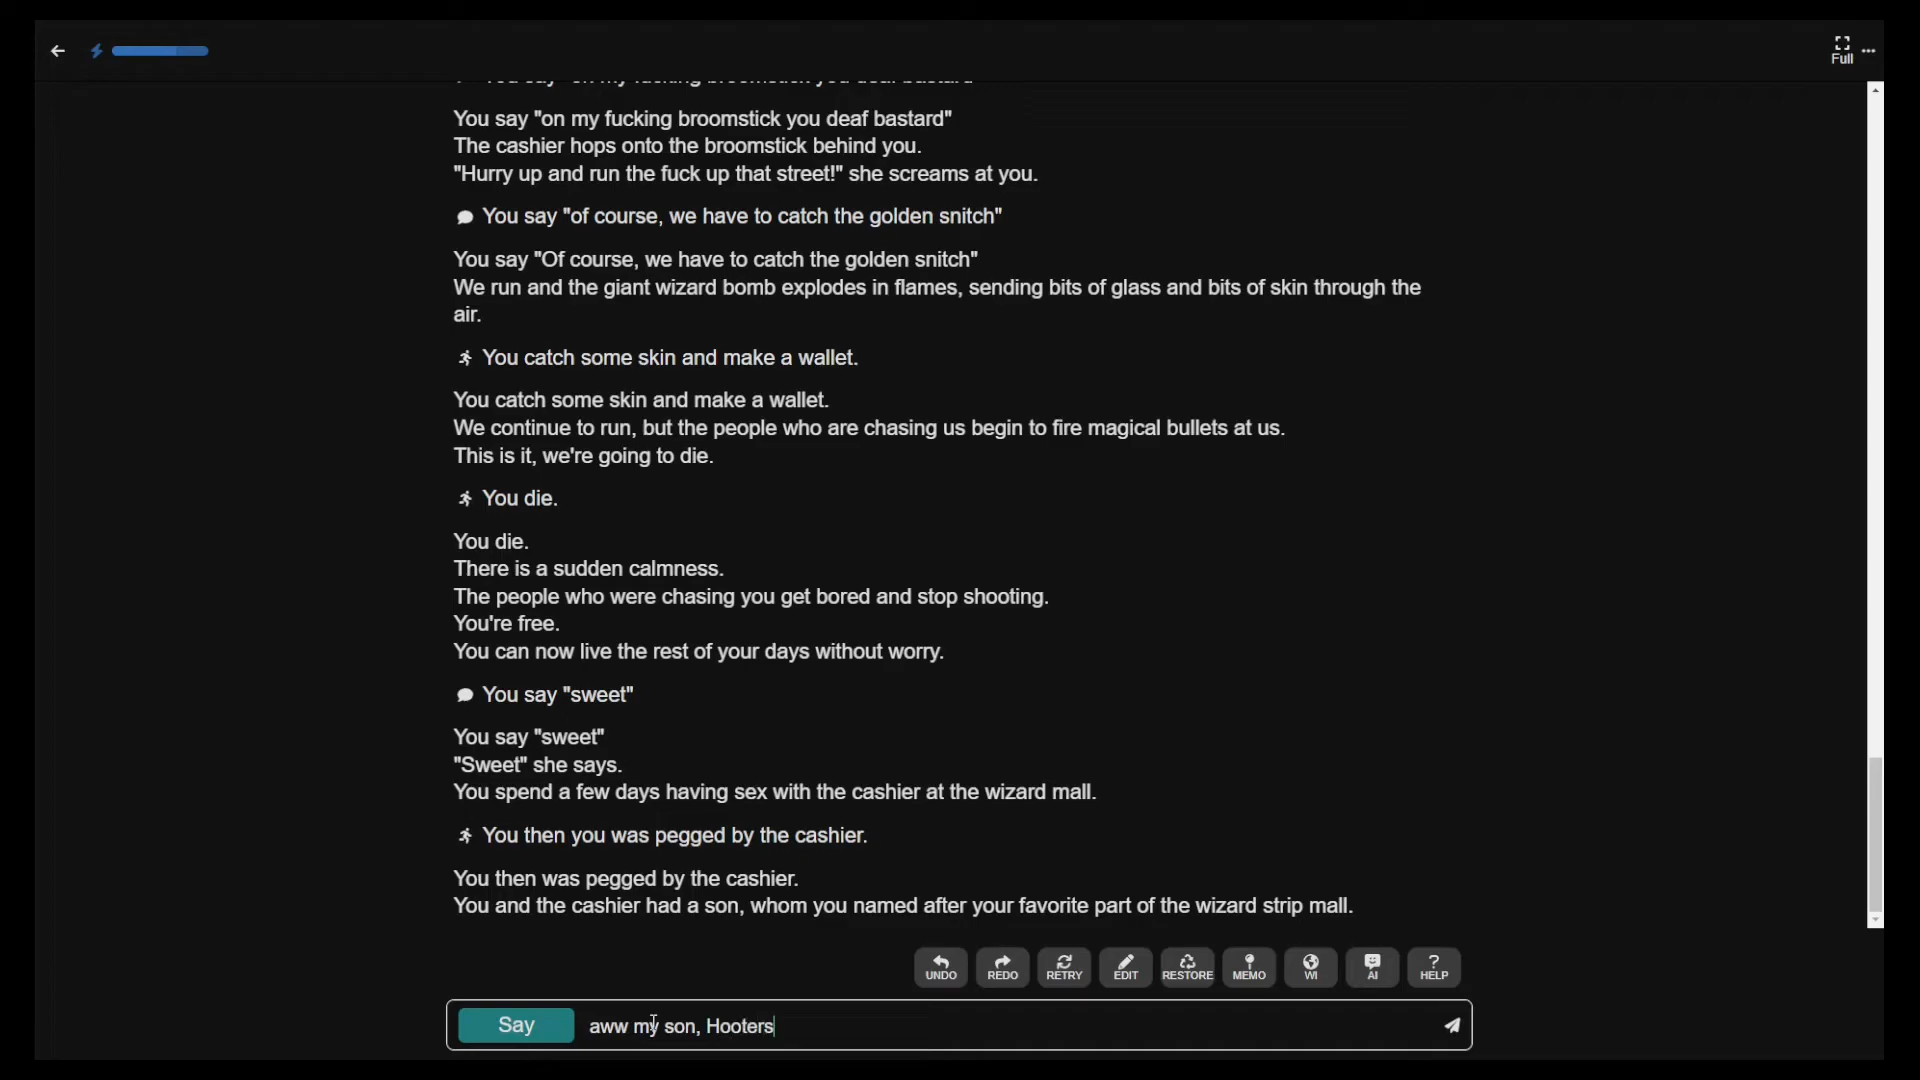 Full
You say "on my fucking broomstick you deaf bastard"
You say "on my fucking broomstick you deaf bastard"
The cashier hops onto the broomstick behind you.
"Hurry up and run the fuck up that street!" she screams at you.
You say "of course, we have to catch the golden snitch"
You say "Of course, we have to catch the golden snitch"
We run and the giant wizard bomb explodes in flames, sending bits of glass and bits of skin through the
air.
You catch some skin and make a wallet.
You catch some skin and make a wallet.
We continue to run, but the people who are chasing us begin to fire magical bullets at us.
This is it, we're going to die.
You die.
You die.
There is a sudden calmness.
The people who were chasing you get bored and stop shooting.
You're free.
You can now live the rest of your days without worry.
You say "sweet"
You say "sweet"
"Sweet" she says.
You spend a few days having sex with the cashier at the wizard mall.
You then you was pegged by the cashier.
You then was pegged by the cashier.
You and the cashier had a son, whom you named after your favorite part of the wizard strip mall.
UNDO REDO RETRY EDIT RESTORE MEMO WI AI HELP
Say aww my son, Hooters